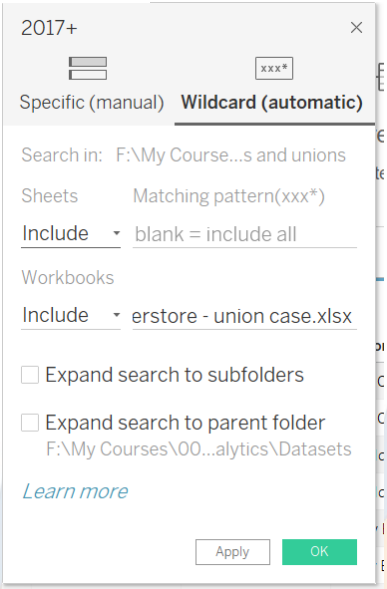 2017+
xxx*
Specific (manual) Wildcard (automatic)
Search in: F:\My Course...s and unions
Sheets Matching pattern(xxx*)
Include blank = include all
Workbooks
Include erstore - union case.xlsx
Expand search to subfolders
Expand search to parent folder
F:\My Courses\00...alytics\Datasets
Learn more
Apply OK